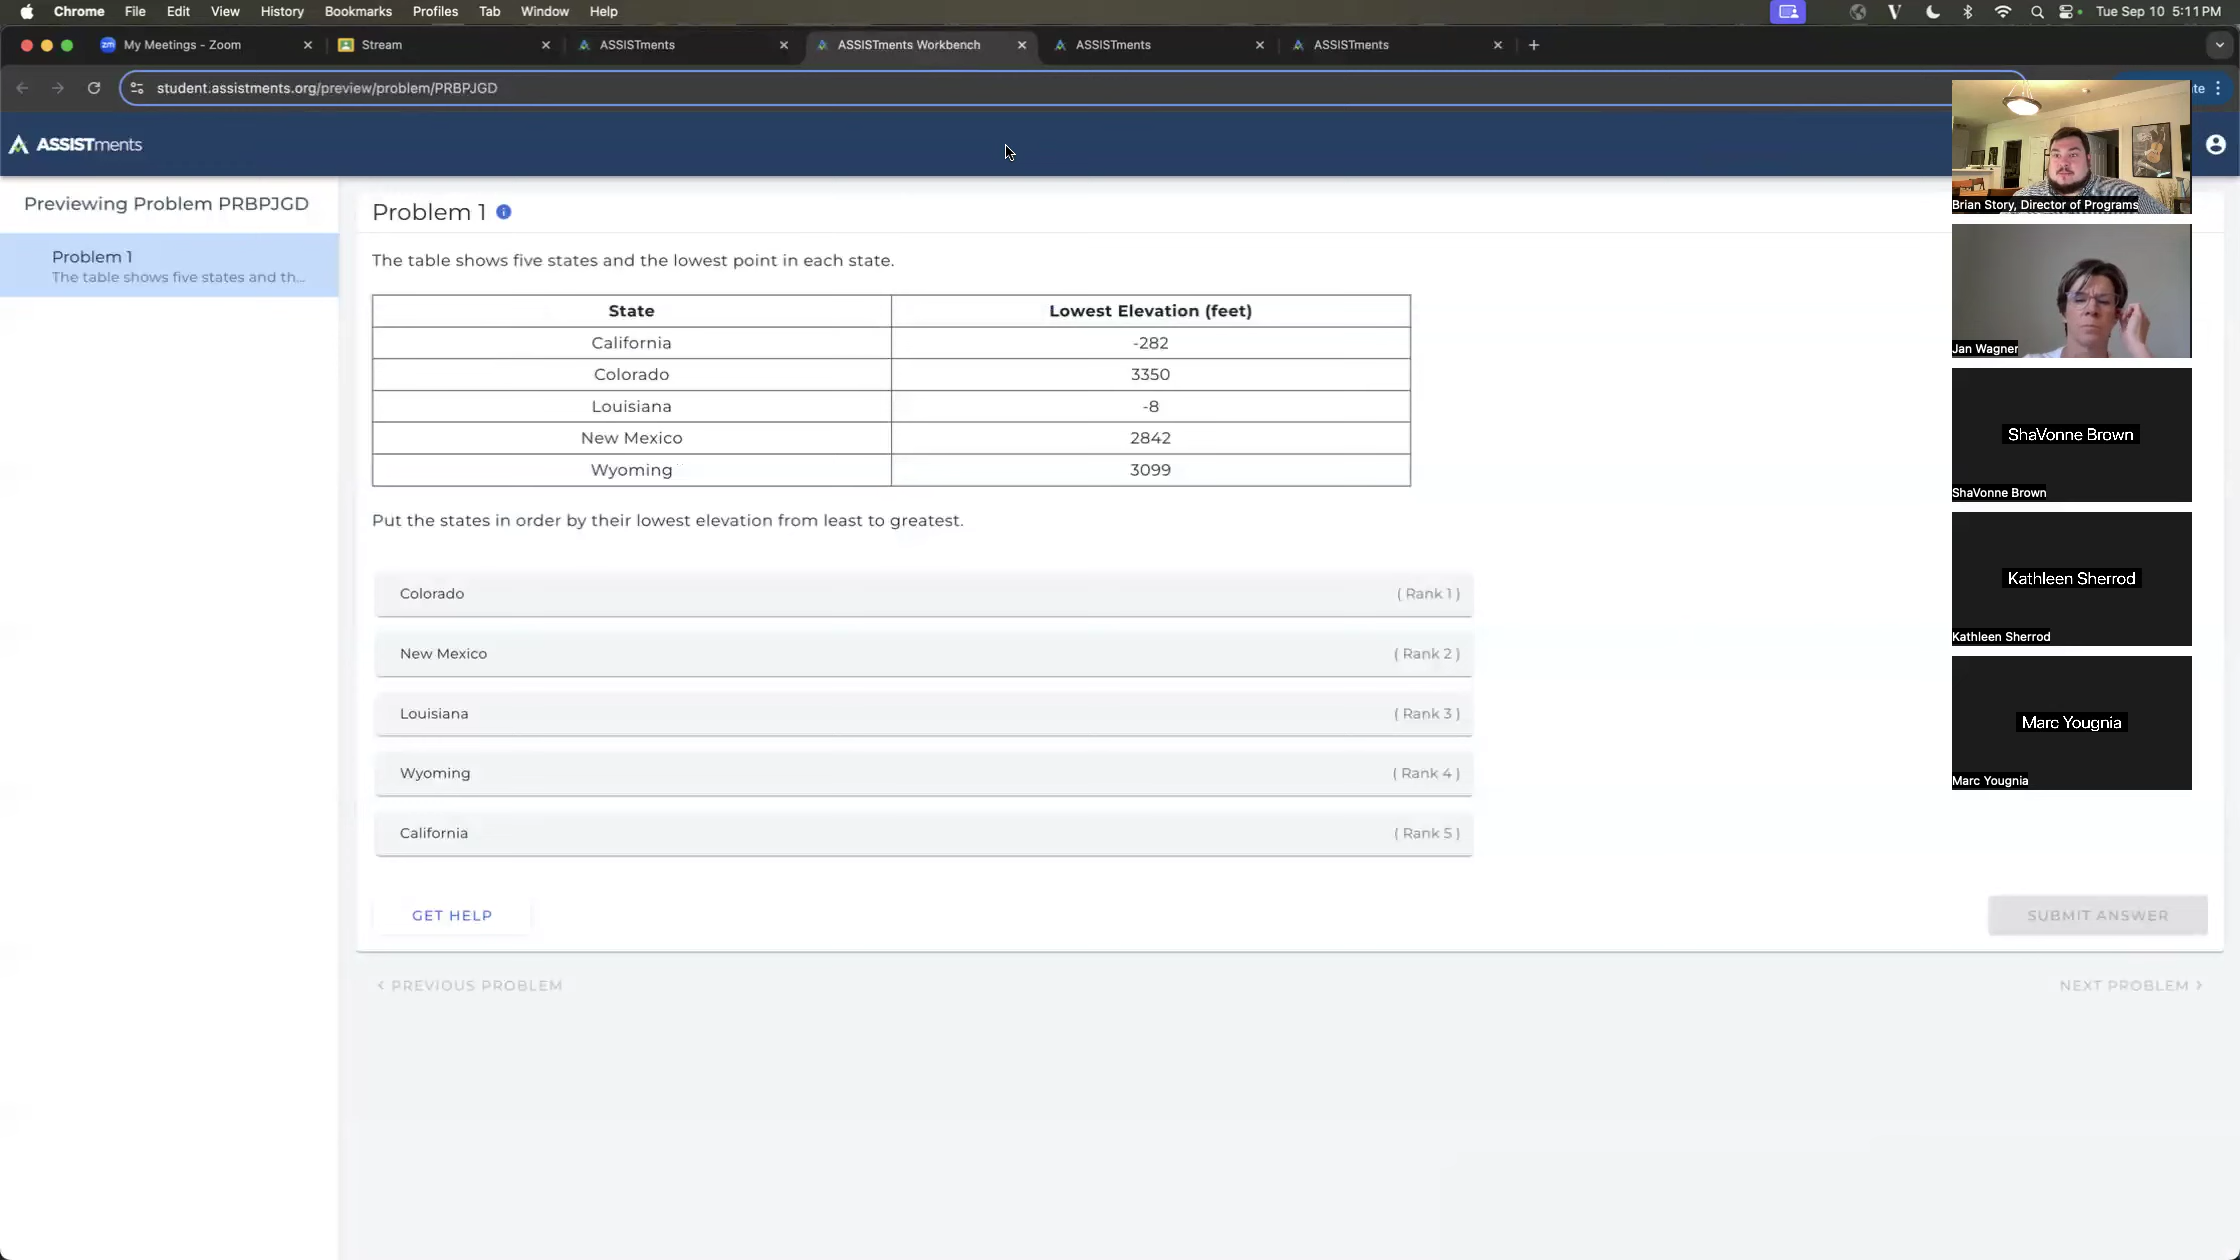 Chrome File Edit View History Bookmarks Profiles Tab Window Help V Tue Sep 10 5:11 PM
My Meetings - Zoom Stream ASSISTments ASSISTments Workbench ASSISTments ASSISTments
student.assistments.org/preview/problem/PRBPJGD
ASSISTments
Previewing Problem PRBPJGD
Problem 1
The table shows five states and th...
Problem 1
The table shows five states and the lowest point in each state.
State Lowest Elevation (feet)
California -282
Colorado 3350
Louisiana -8
New Mexico 2842
Wyoming 3099
Put the states in order by their lowest elevation from least to greatest.
Colorado ( Rank 1 )
New Mexico ( Rank 2 )
Louisiana ( Rank 3 )
Wyoming ( Rank 4 )
California ( Rank 5 )
GET HELP
SUBMIT ANSWER
< PREVIOUS PROBLEM
NEXT PROBLEM >
Brian Story, Director of Programs
Jan Wagner
ShaVonne Brown
ShaVonne Brown
Kathleen Sherrod
Kathleen Sherrod
Marc Yougnia
Marc Yougnia